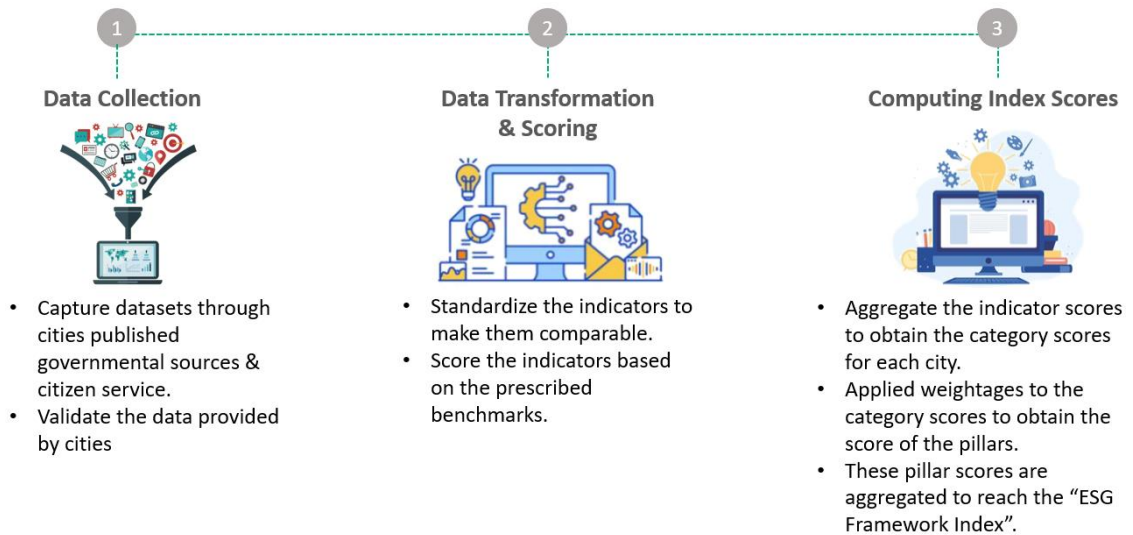 1
2
3
Data Collection
Data Transformation
& Scoring
Computing Index Scores
• Capture datasets through
cities published
governmental sources &
citizen service.
• Validate the data provided
by cities
• Standardize the indicators to
make them comparable.
• Score the indicators based
on the prescribed
benchmarks.
• Aggregate the indicator scores
to obtain the category scores
for each city.
• Applied weightages to the
category scores to obtain the
score of the pillars.
• These pillar scores are
aggregated to reach the “ESG
Framework Index”.